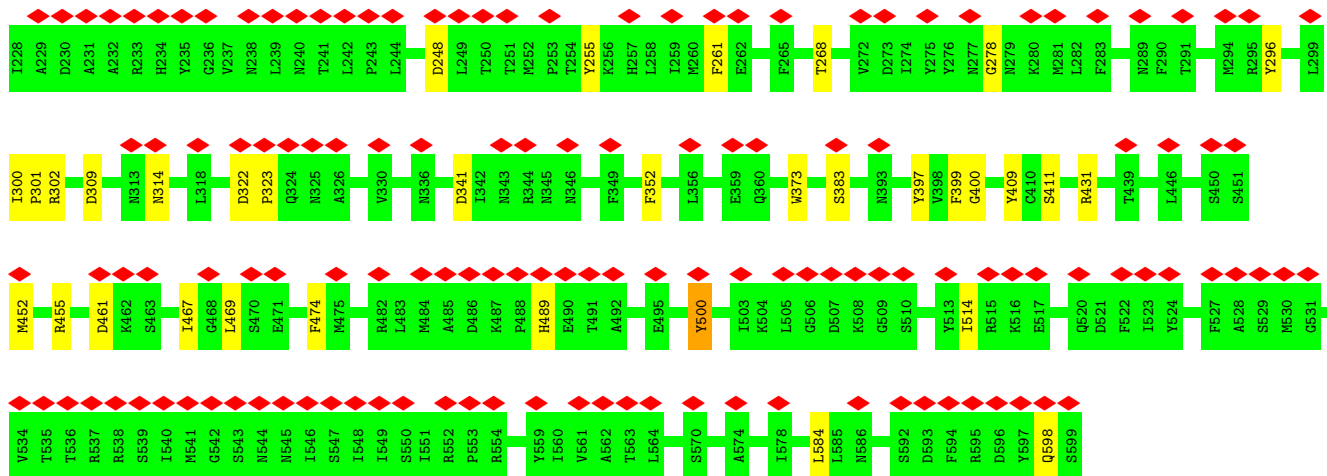 I228 A229 D230 A231 A232 R233 H234 Y235 G236 V237 N238 L239 N240 T241 L242 P243 L244 D248 L249 T250 T251 M252 P253 T254 Y255 K256 H257 L258 I259 M260 F261 E262 F265 T268 V272 D273 I274 Y275 Y276 N277 G278 N279 K280 M281 L282 F283 N289 F290 T291 M294 R295 Y296 L299
I300 P301 R302 D309 N313 N314 L318 D322 P323 Q324 N325 A326 V330 N336 D341 I342 N343 R344 N345 N346 F349 F352 L356 E359 Q360 W373 S383 N393 Y397 V398 F399 G400 Y409 C410 S411 R431 T439 L446 S450 S451
M452 R455 D461 K462 S463 I467 G468 L469 S470 E471 F474 M475 R482 L483 M484 A485 D486 K487 P488 H489 E490 T491 A492 E495 Y500 I503 K504 L505 G506 D507 K508 G509 S510 Y513 I514 R515 K516 E517 Q520 D521 F522 I523 Y524 F527 A528 S529 M530 G531
V534 T535 T536 R537 R538 S539 I540 M541 G542 S543 N544 N545 I546 S547 I548 I549 S550 I551 R552 P553 R554 Y559 I560 V561 A562 T563 L564 S570 A574 I578 L584 L585 N586 S592 D593 F594 R595 D596 Y597 Q598 S599